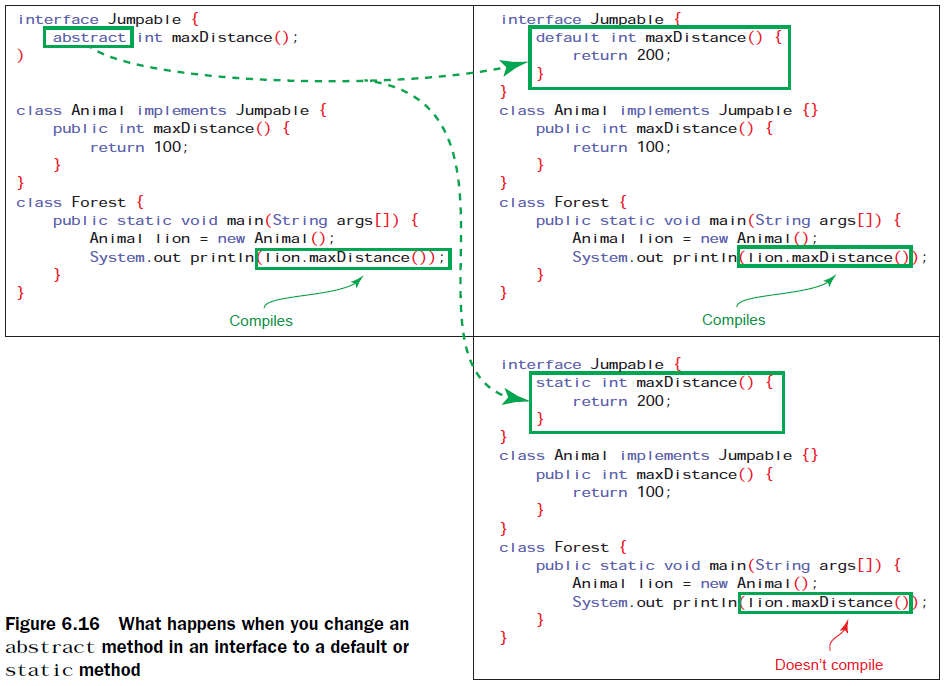 interface Jumpable {
abstract int maxDistance();
)
class Animal implements Jumpable {
public int maxDistance() {
return 100;
}
}
class Forest {
public static void main(String args[]) {
Animal lion = new Animal();
System.out println(lion.maxDistance());
}
}
Compiles
interface Jumpable {
default int maxDistance() {
return 200;
}
}
class Animal implements Jumpable {}
public int maxDistance() {
return 100;
}
}
class Forest {
public static void main(String args[]) {
Animal lion = new Animal();
System.out println(lion.maxDistance());
}
}
Compiles
interface Jumpable {
static int maxDistance() {
return 200;
}
}
class Animal implements Jumpable {}
public int maxDistance() {
return 100;
}
}
class Forest {
public static void main(String args[]) {
Animal lion = new Animal();
System.out println(lion.maxDistance());
}
}
Doesn't compile
Figure 6.16 What happens when you change an
abstract method in an interface to a default or
static method